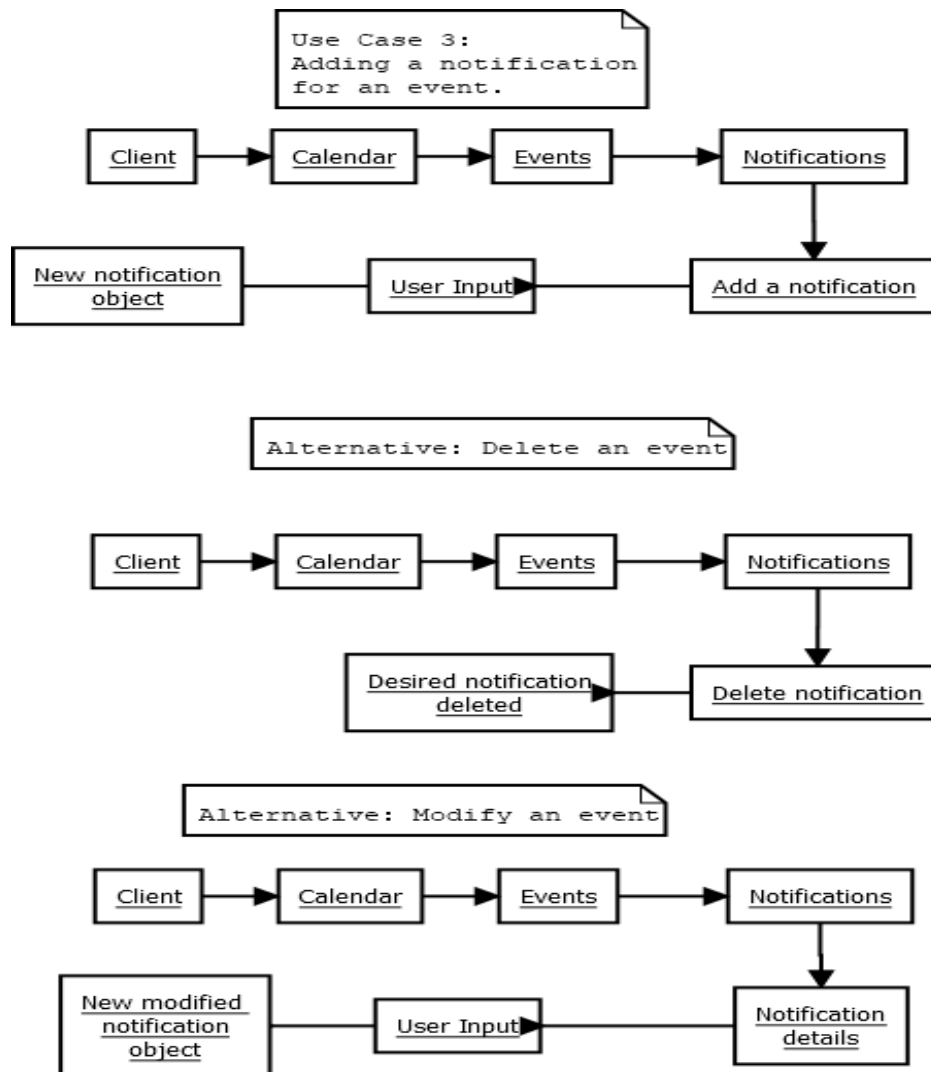 Use Case 3:
Adding a notification
for an event.
Client
Calendar
Events
Notifications
New notification
object
User Input
Add a notification
Alternative: Delete an event
Client
Calendar
Events
Notifications
Desired notification
deleted
Delete notification
Alternative: Modify an event
Client
Calendar
Events
Notifications
New modified
notification
object
User Input
Notification
details